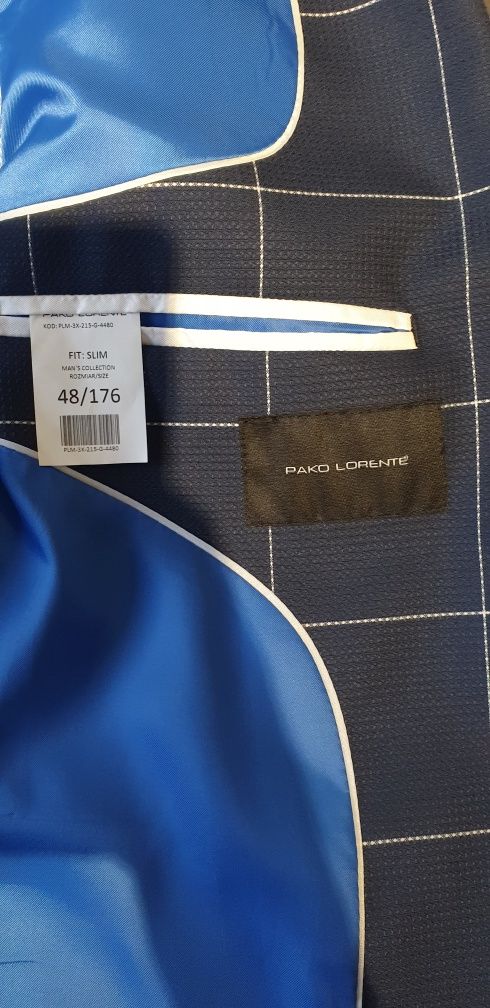 PAKO LORENTE
KOD: PLM-3X-215-G-4480
FIT: SLIM
MAN'S COLLECTION
ROZMIAR/SIZE
48/176
PLM-3X-215-G-4480
PAKO LORENTE